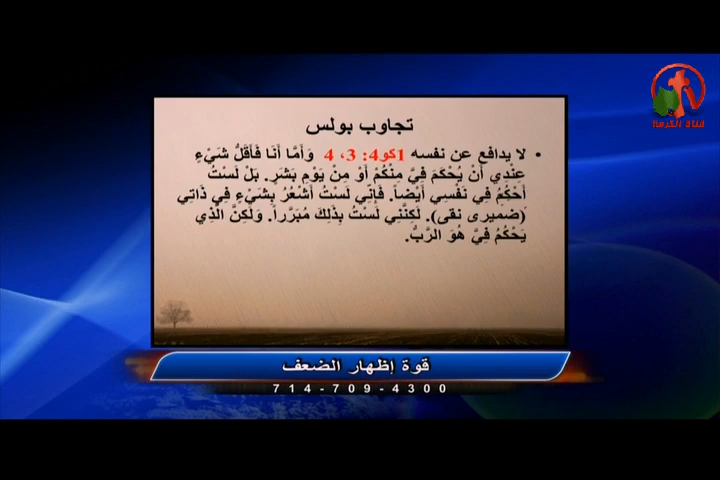 قناة الكرمة
تجاوب بولس
• لا يدافع عن نفسه 1كو4: 3، 4 وَأَمَّا أَنَا فَأَقَلُّ شَيْءٍ
عِنْدِي أَنْ يُحْكَمَ فِيَّ مِنْكُمْ أَوْ مِنْ يَوْمِ بَشَرٍ. بَلْ لَسْتُ
أَحْكُمُ فِي نَفْسِي أَيْضاً. فَإِنِّي لَسْتُ أَشْعُرُ بِشَيْءٍ فِي ذَاتِي
(ضميرى نقى). لَكِنَّنِي لَسْتُ بِذَلِكَ مُبَرَّراً. وَلَكِنَّ الَّذِي
يَحْكُمُ فِيَّ هُوَ الرَّبُّ.
قوة إظهار الضعف
714-709-4300